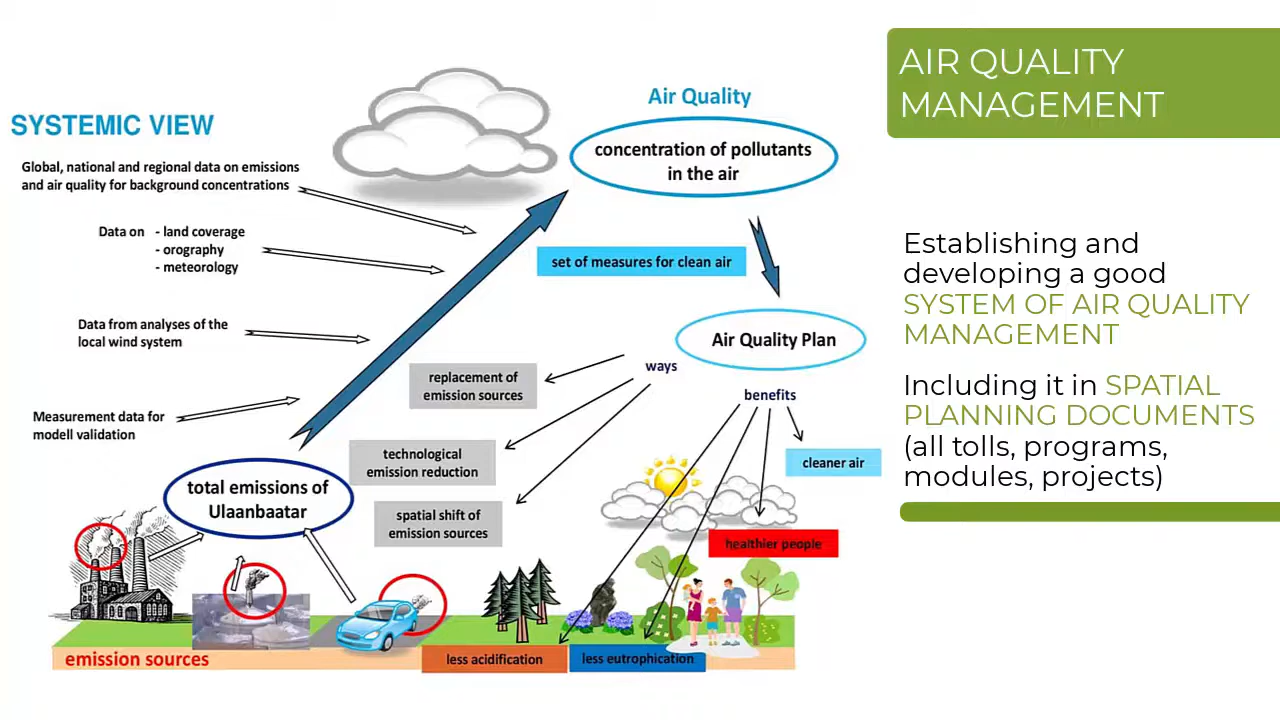 AIR QUALITY
MANAGEMENT
SYSTEMIC VIEW
Air Quality
concentration of pollutants
in the air
Global, national and regional data on emissions
and air quality for background concentrations
Data on - land coverage
- orography
- meteorology
set of measures for clean air
Data from analyses of the
local wind system
Air Quality Plan
ways
benefits
replacement of
emission sources
Measurement data for
modell validation
technological
emission reduction
cleaner air
total emissions of
Ulaanbaatar
spatial shift of
emission sources
healthier people
emission sources
less acidification
less eutrophication
Establishing and
developing a good
SYSTEM OF AIR QUALITY
MANAGEMENT
Including it in SPATIAL
PLANNING DOCUMENTS
(all tolls, programs,
modules, projects)